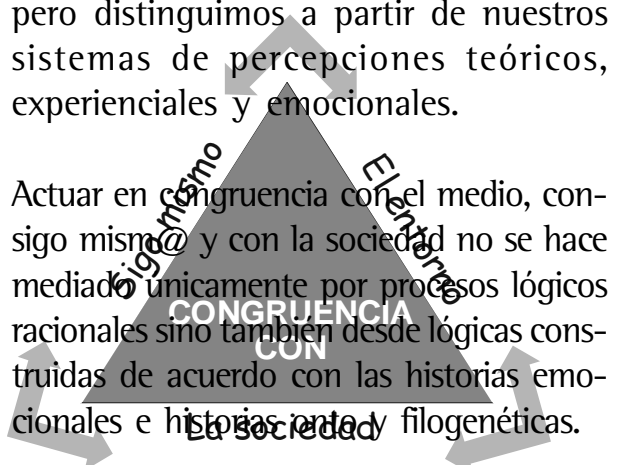 pero distinguimos a partir de nuestros
sistemas de percepciones teóricos,
experienciales y emocionales.
Actuar en congruencia con el medio, con-
sigo mism@ y con la sociedad no se hace
mediado únicamente por procesos lógicos
racionales sino también desde lógicas cons-
truidas de acuerdo con las historias emo-
cionales e historias onto y filogenéticas.
Sigo mismo
El entorno
CONGRUENCIA
CON
La sociedad